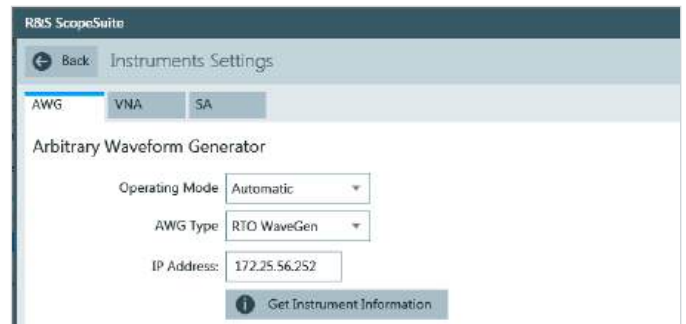 R&S ScopeSuite
Back Instruments Settings
AWG VNA SA
Arbitrary Waveform Generator
Operating Mode Automatic
AWG Type RTO WaveGen
IP Address: 172.25.56.252
Get Instrument Information